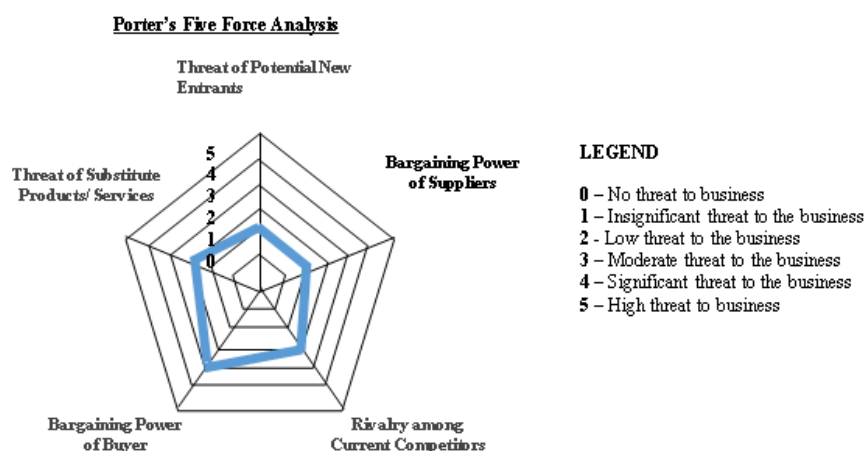 Porter's Five Force Analysis
Threat of Potential New
Entrants
5
4
3
2
1
0
Threat of Substitute
Products/ Services
Bargaining Power
of Suppliers
Bargaining Power
of Buyer
Rivalry among
Current Competitors
LEGEND
0 – No threat to business
1 – Insignificant threat to the business
2 - Low threat to the business
3 – Moderate threat to the business
4 – Significant threat to the business
5 – High threat to business